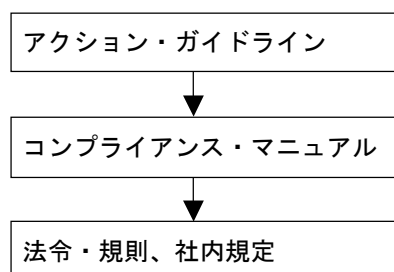 アクション・ガイドライン
コンプライアンス・マニュアル
法令・規則、社内規定